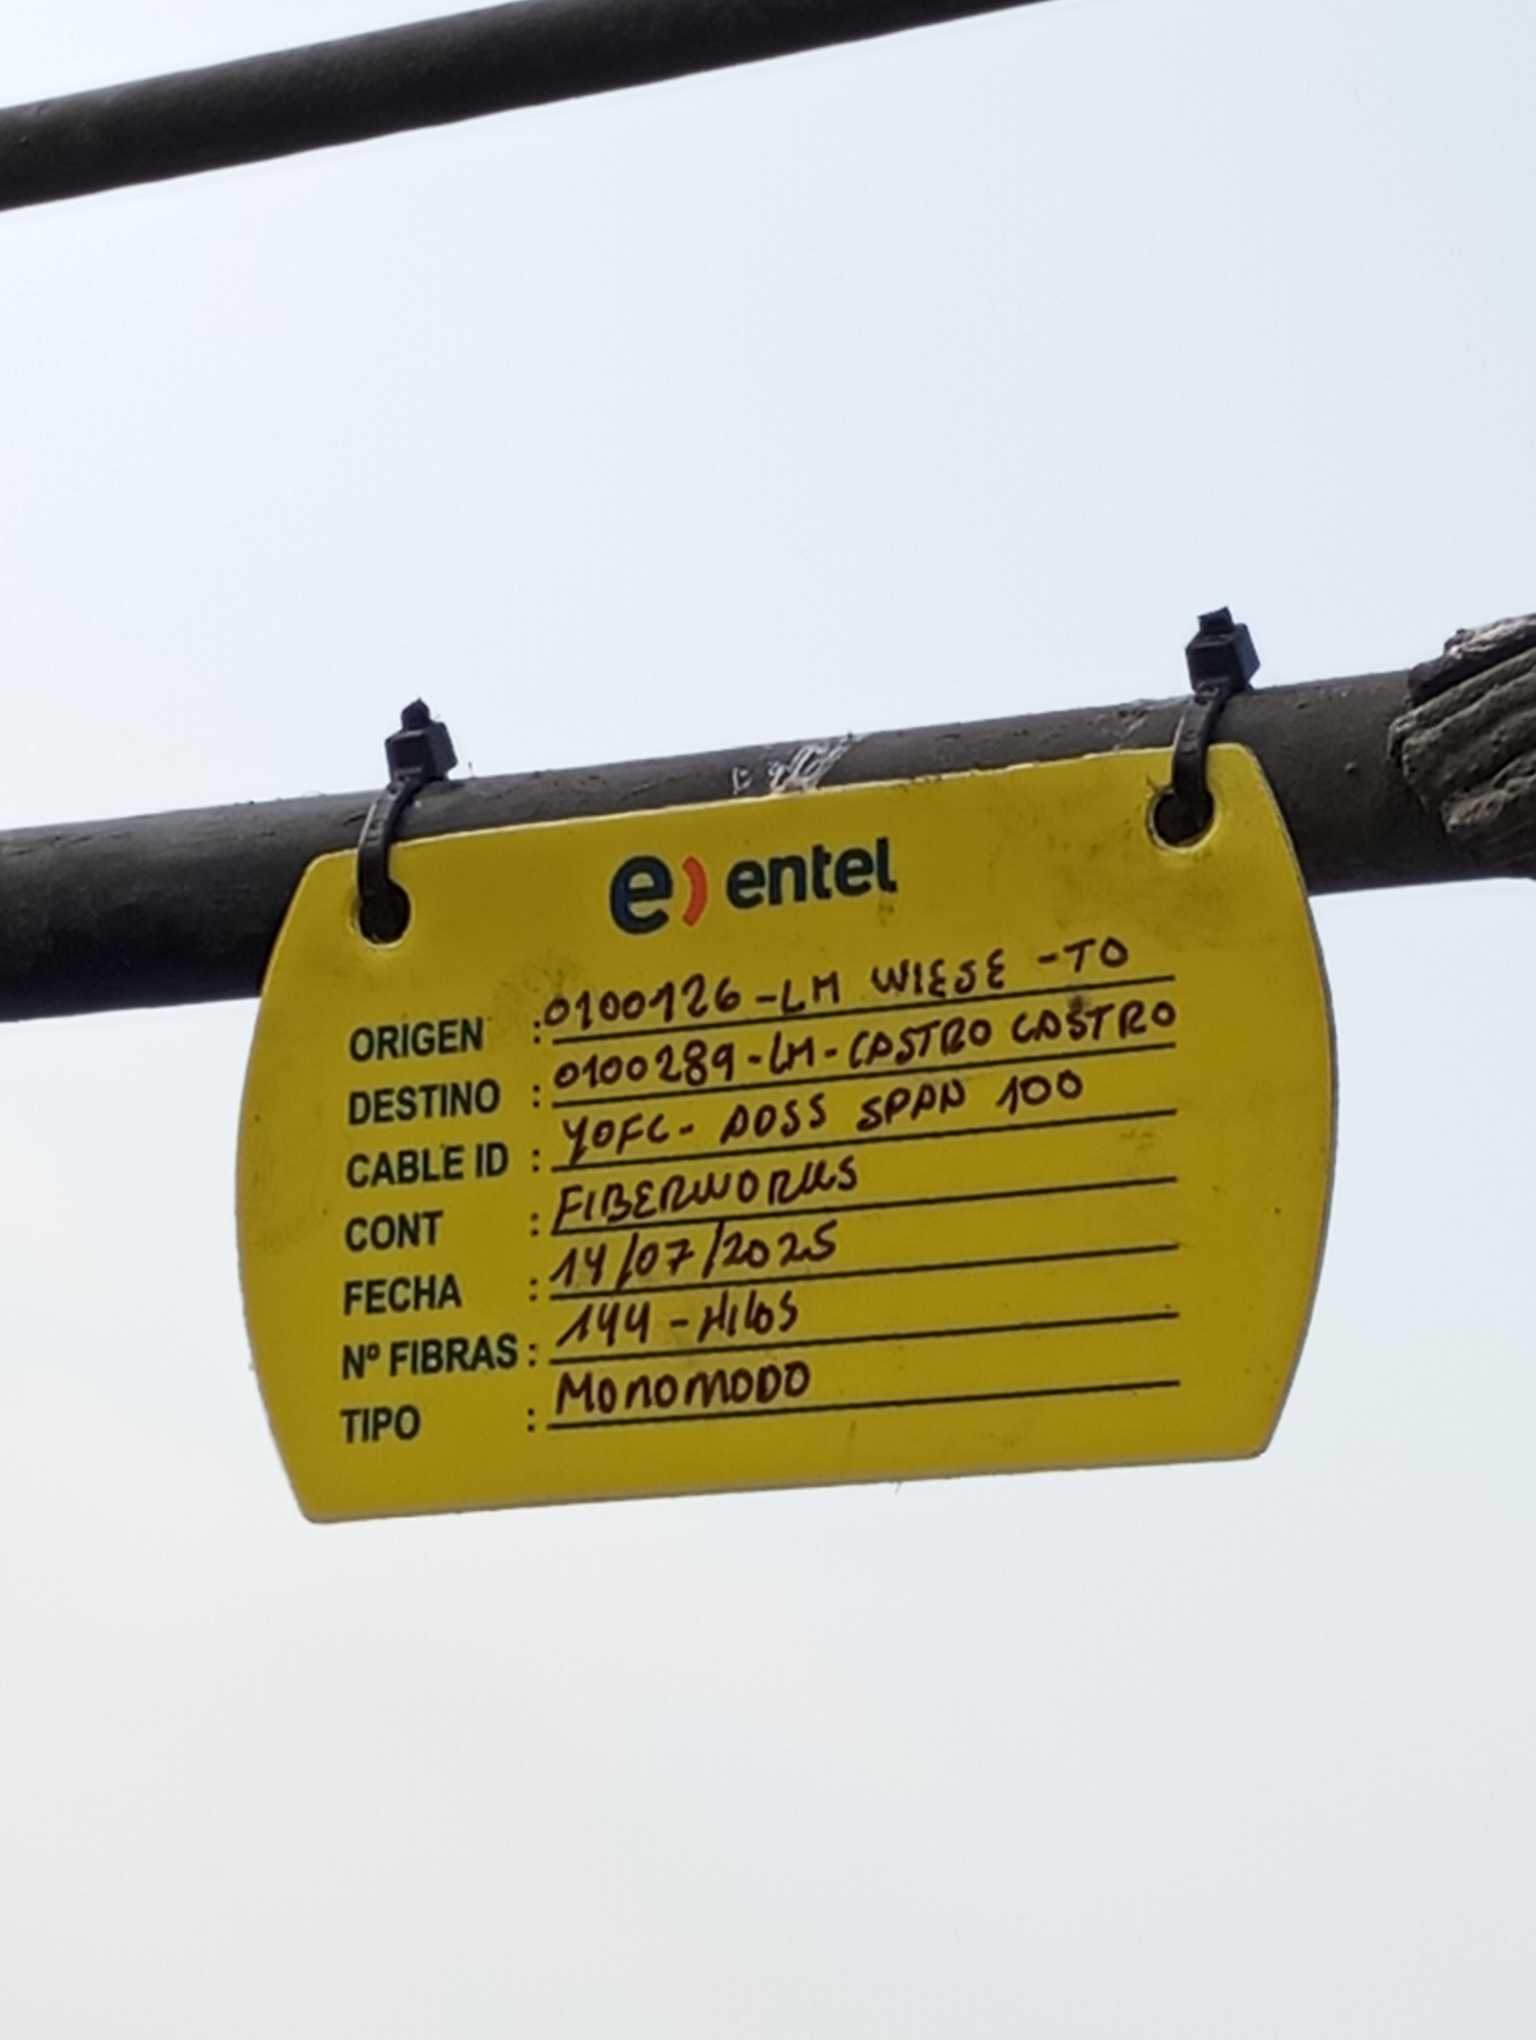 e) entel
ORIGEN : 0100126-LM WIESE -TO
DESTINO : 0100289-LM-CASTRO CASTRO
CABLE ID : YOFC- ADSS SPAN 100
CONT : FIBERWORKS
FECHA : 14/07/2025
Nº FIBRAS : 144-HILOS
TIPO : MONOMODO